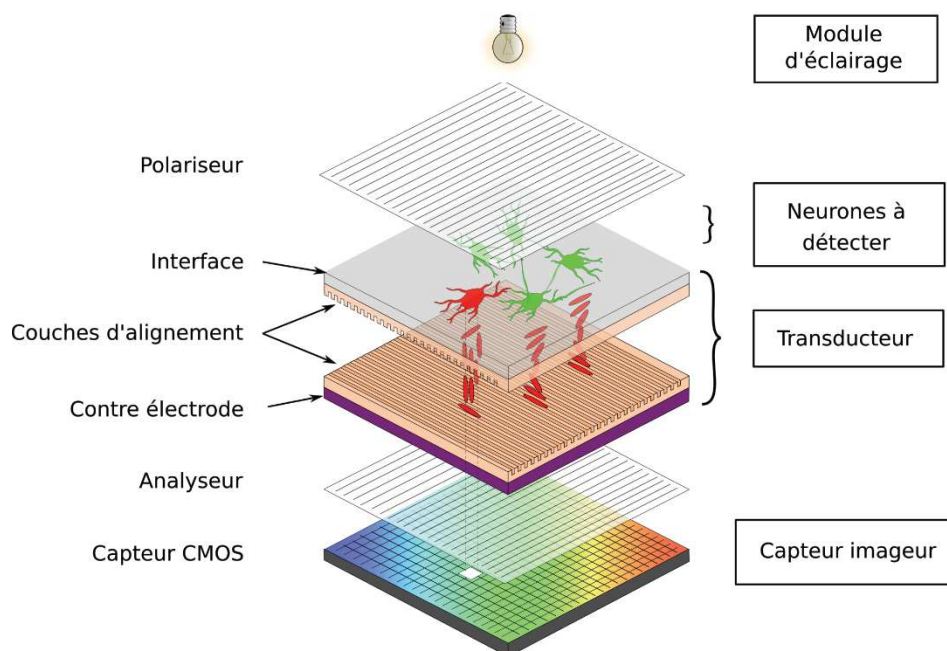 Module
d'éclairage
Polariseur
Neurones à
détecter
Interface
Couches d'alignement
Transducteur
Contre électrode
Analyseur
Capteur CMOS
Capteur imageur